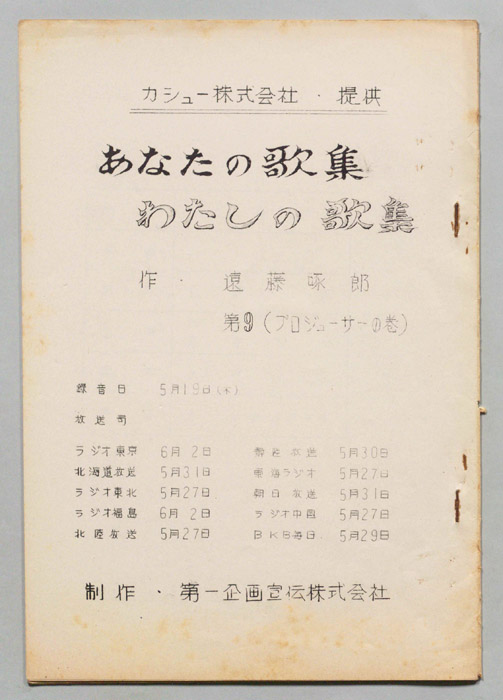 カシュー株式会社・提供
あなたの歌集
わたしの歌集
作・遠藤啄郎
第9(プロジューサーの巻)
録音日 5月19日(木)
放送局
ラジオ東京 6月2日 静岡放送 5月30日
北海道放送 5月31日 東海ラジオ 5月27日
ラジオ東北 5月27日 朝日放送 5月31日
ラジオ福島 6月2日 ラジオ中国 5月27日
北陸放送 5月27日 BKB毎日 5月29日
制作・第一企画宣伝株式会社